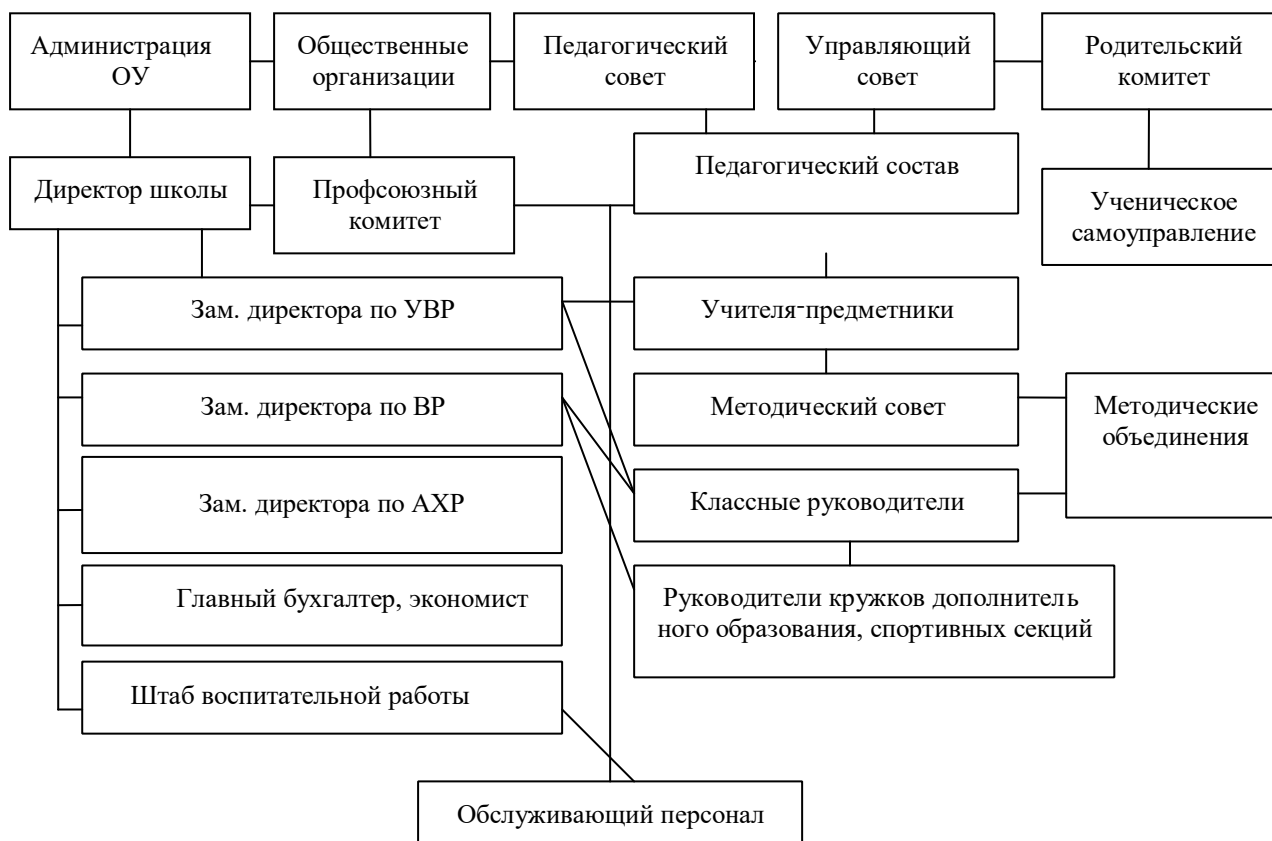 Администрация
ОУ
Общественные
организации
Педагогический
совет
Управляющий
совет
Родительский
комитет
Директор школы
Профсоюзный
комитет
Педагогический состав
Ученическое
самоуправление
Зам. директора по УВР
Учителя-предметники
Зам. директора по ВР
Методический совет
Методические
объединения
Зам. директора по АХР
Классные руководители
Главный бухгалтер, экономист
Руководители кружков дополнитель
ного образования, спортивных секций
Штаб воспитательной работы
Обслуживающий персонал